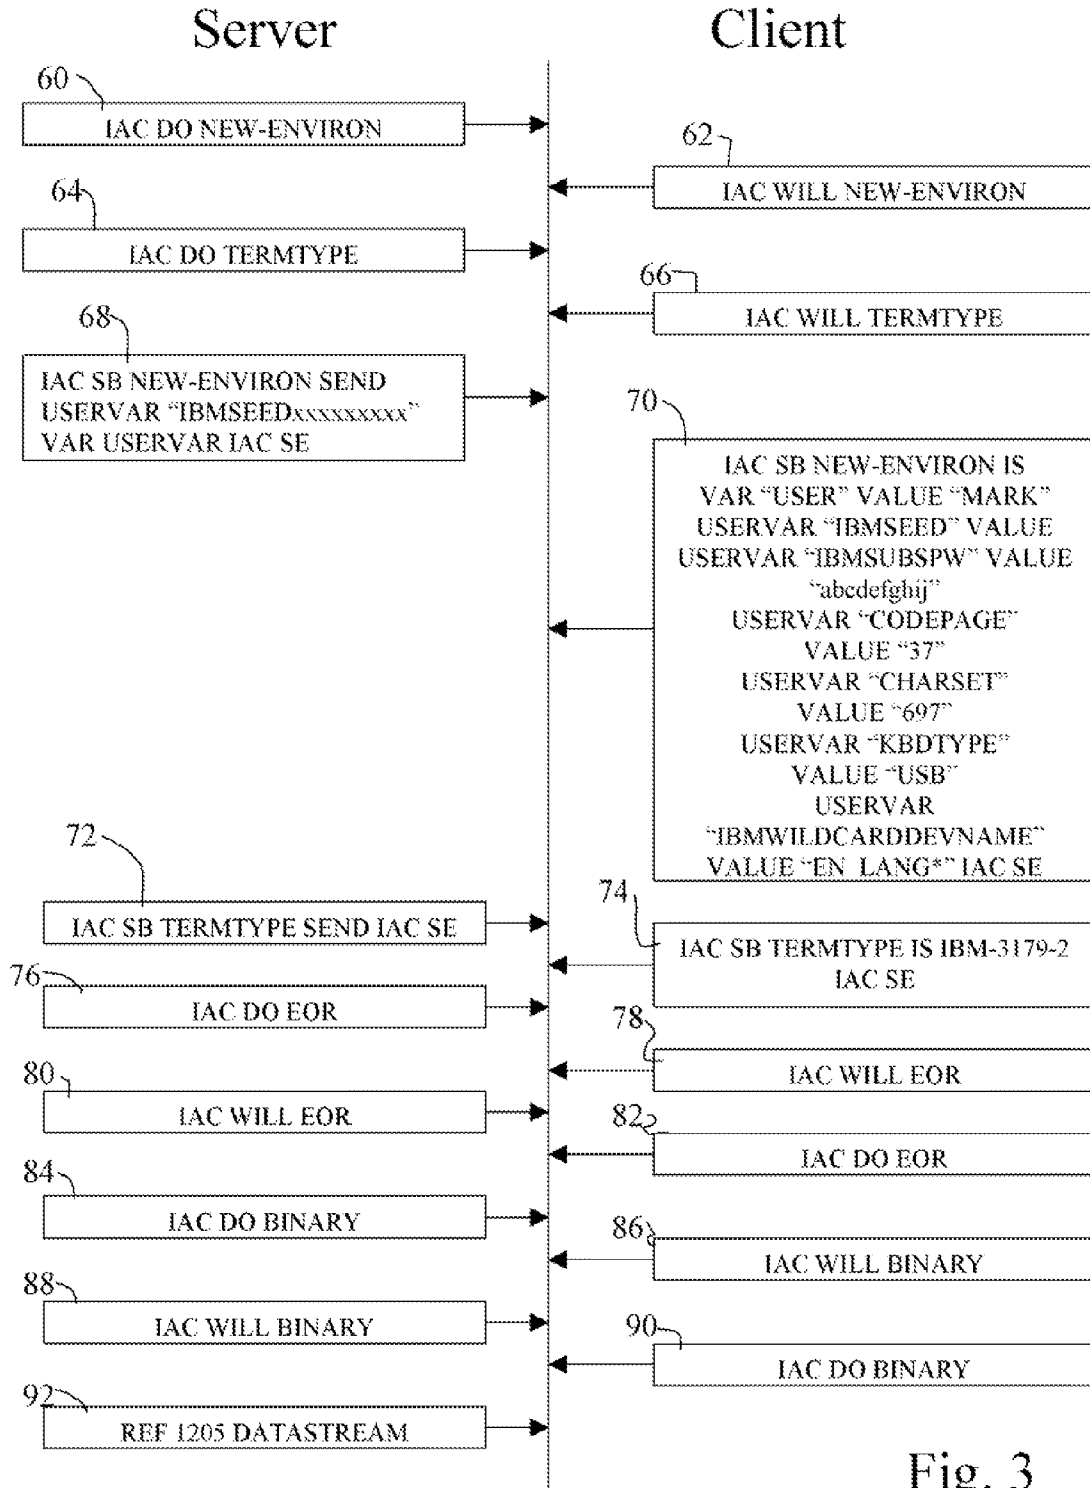 Server
Client
60
IAC DO NEW-ENVIRON
62
IAC WILL NEW-ENVIRON
64
IAC DO TERMTYPE
66
IAC WILL TERMTYPE
68
IAC SB NEW-ENVIRON SEND
USERVAR “IBMSEEDxxxxxxxxx”
VAR USERVAR IAC SE
70
IAC SB NEW-ENVIRON IS
VAR “USER” VALUE “MARK”
USERVAR “IBMSEED” VALUE
USERVAR “IBMSUBSPW” VALUE
“abcdefghij”
USERVAR “CODEPAGE”
VALUE “37”
USERVAR “CHARSET”
VALUE “697”
USERVAR “KBDTYPE”
VALUE “USB”
USERVAR
“IBMWILDCARDDEVNAME”
VALUE “EN_LANG*” IAC SE
72
IAC SB TERMTYPE SEND IAC SE
74
IAC SB TERMTYPE IS IBM-3179-2
IAC SE
76
IAC DO EOR
78
IAC WILL EOR
80
IAC WILL EOR
82
IAC DO EOR
84
IAC DO BINARY
86
IAC WILL BINARY
88
IAC WILL BINARY
90
IAC DO BINARY
92
REF 1205 DATASTREAM
Fig. 3